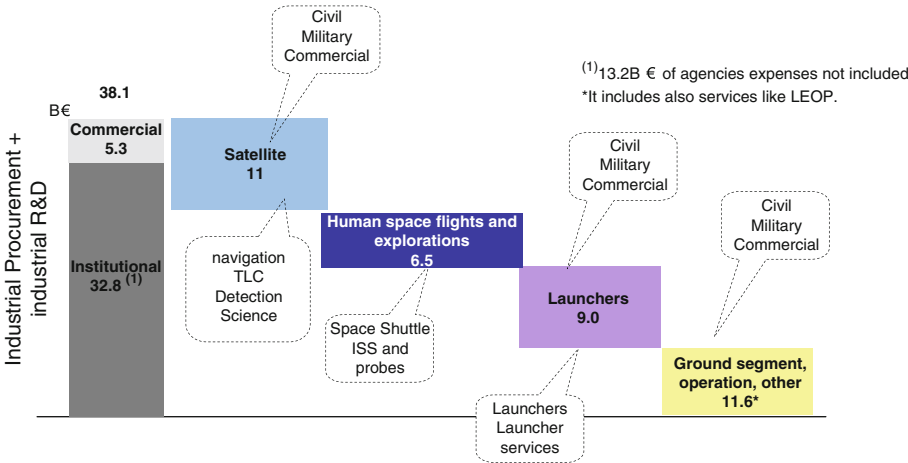 Industrial Procurement +
industrial R&D
B€
38.1
Commercial
5.3
Institutional
32.8 (1)
Civil
Military
Commercial
Satellite
11
navigation
TLC
Detection
Science
Human space flights and
explorations
6.5
Space Shuttle
ISS and
probes
Civil
Military
Commercial
Launchers
9.0
Launchers
Launcher
services
Civil
Military
Commercial
Ground segment,
operation, other
11.6*
(1)13.2B € of agencies expenses not included
*It includes also services like LEOP.